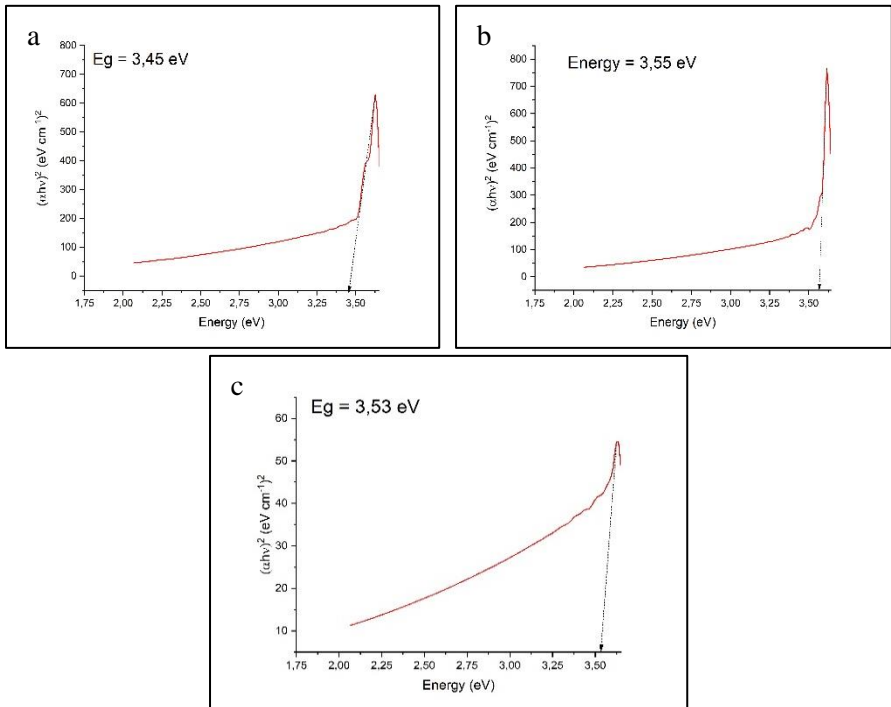 a
Eg = 3,45 eV
800
700
600
500
400
300
200
100
0
(αhν)² (eV cm)²
1,75 2,00 2,25 2,50 2,75 3,00 3,25 3,50
Energy (eV)
b
Energy = 3,55 eV
800
700
600
500
400
300
200
100
0
(αhν)² (eV cm⁻¹)²
1,75 2,00 2,25 2,50 2,75 3,00 3,25 3,50
Energy (eV)
c
Eg = 3,53 eV
60
50
40
30
20
10
(αhν)² (eV cm⁻¹)²
1,75 2,00 2,25 2,50 2,75 3,00 3,25 3,50
Energy (eV)